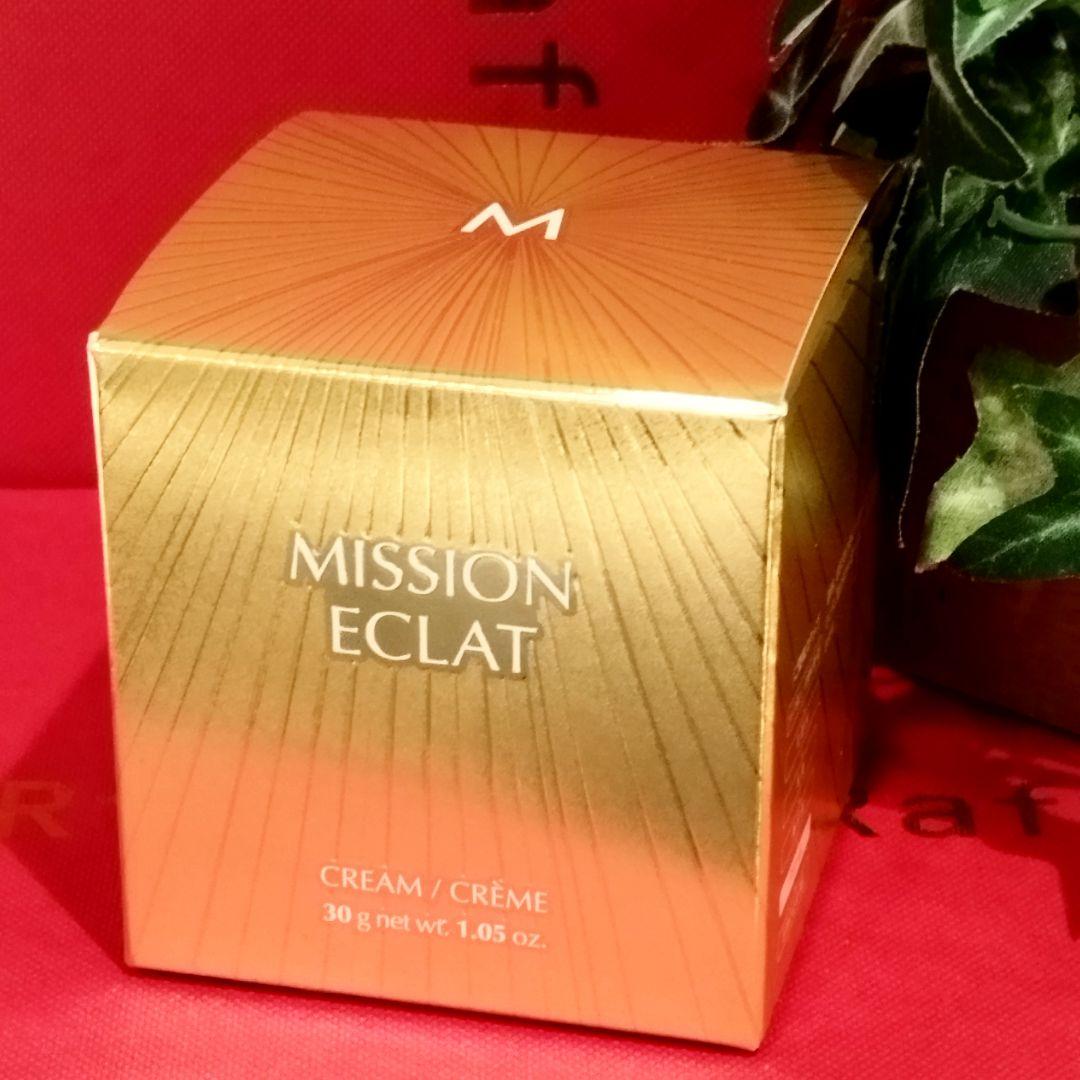 M
MISSION
ECLAT
CREAM / CRÈME
30 g net wt. 1.05 oz.